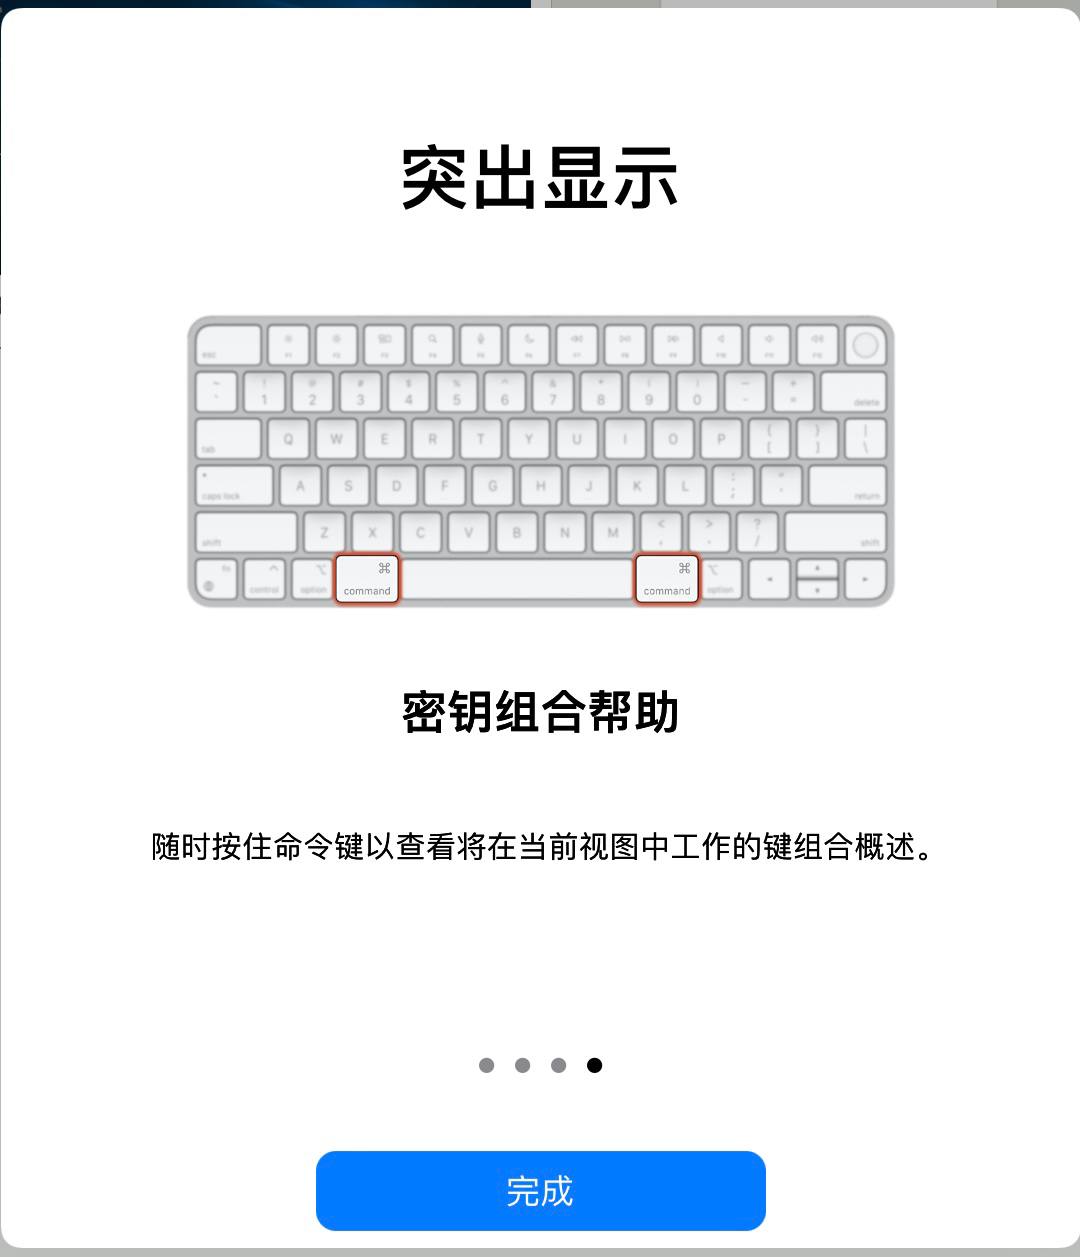 突出显示
esc F1 F2 F3 F4 F5 F6 F7 F8 F9 F10 F11 F12
~ ! @ # $ % ^ & * ( ) — +
` 1 2 3 4 5 6 7 8 9 0 - = delete
tab Q W E R T Y U I O P { [ } ] | \
caps lock A S D F G H J K L : ; " ' return
shift Z X C V B N M < , > . ? / shift
fn control option ⌘ command ⌘ command option
密钥组合帮助
随时按住命令键以查看将在当前视图中工作的键组合概述。
完成